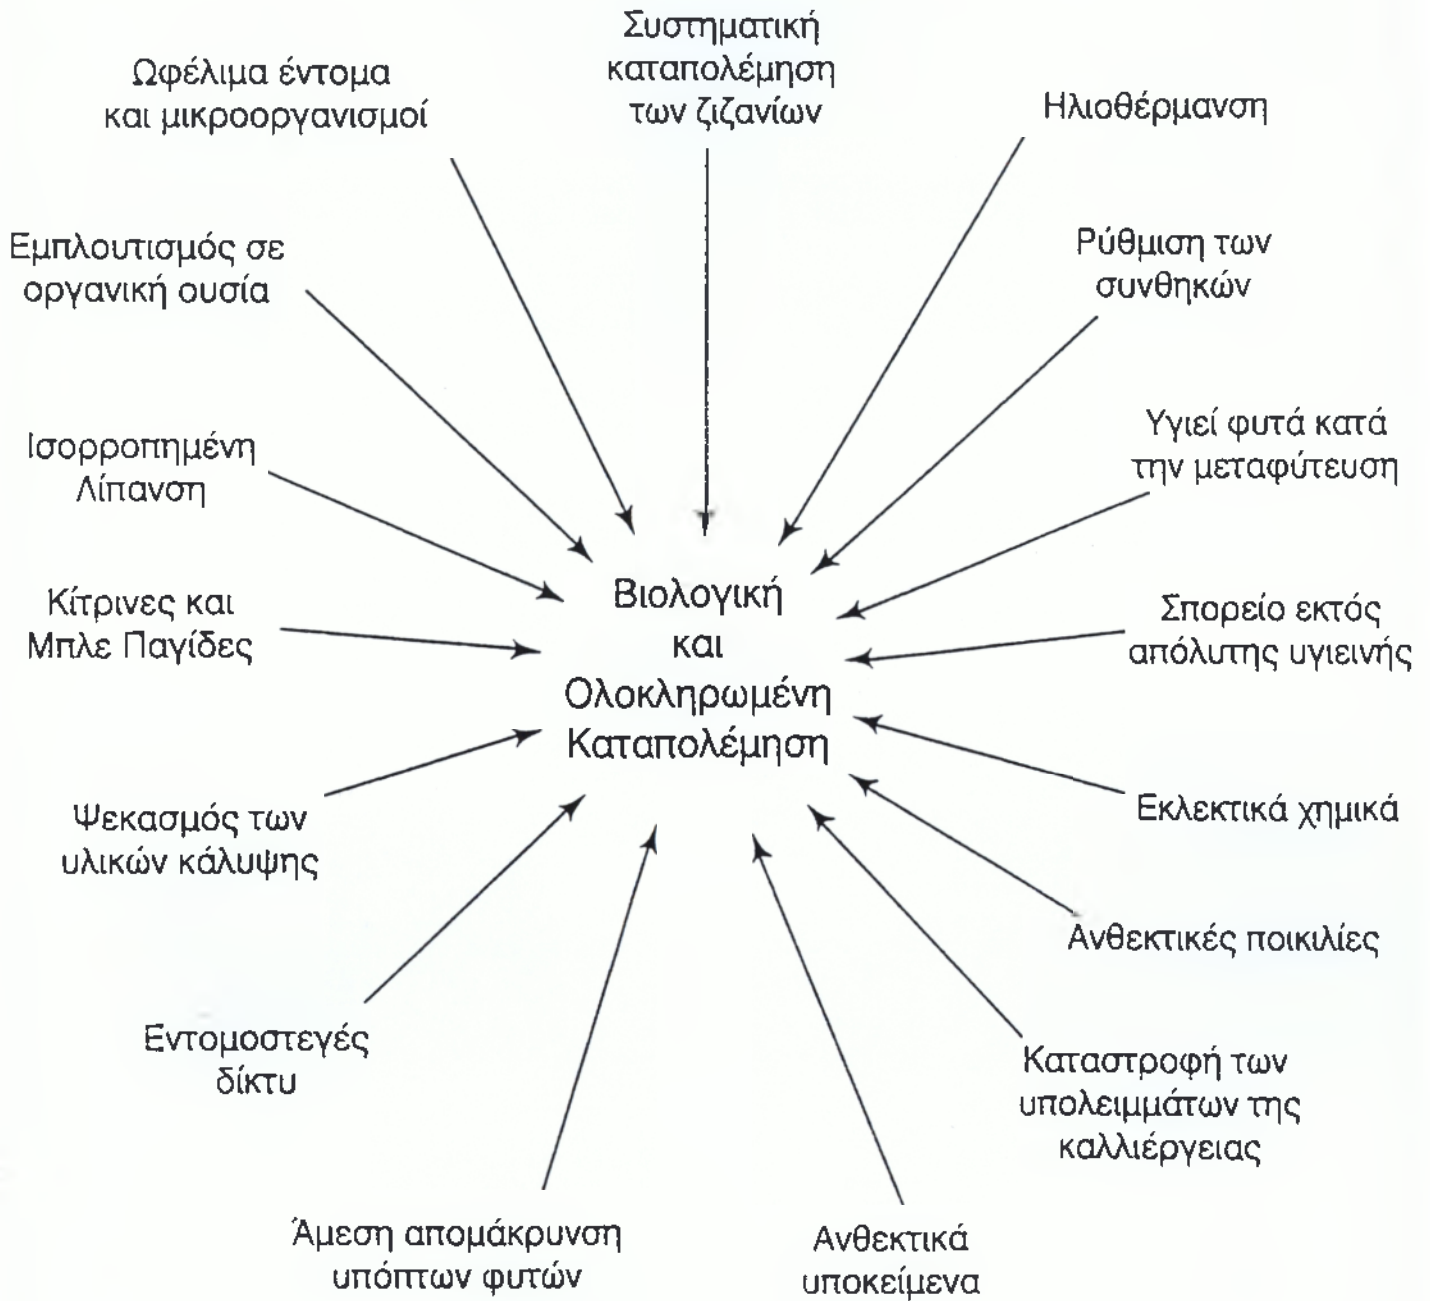 Συστηματική
καταπολέμηση
των ζιζανίων
Ωφέλιμα έντομα
και μικροοργανισμοί
Ηλιοθέρμανση
Εμπλουτισμός σε
οργανική ουσία
Ρύθμιση των
συνθηκών
Ισορροπημένη
Λίπανση
Υγιεί φυτά κατά
την μεταφύτευση
Κίτρινες και
Μπλε Παγίδες
Βιολογική
και
Ολοκληρωμένη
Καταπολέμηση
Σπορείο εκτός
απόλυτης υγιεινής
Ψεκασμός των
υλικών κάλυψης
Εκλεκτικά χημικά
Ανθεκτικές ποικιλίες
Εντομοστεγές
δίκτυ
Καταστροφή των
υπολειμμάτων της
καλλιέργειας
Άμεση απομάκρυνση
υπόπτων φυτών
Ανθεκτικά
υποκείμενα